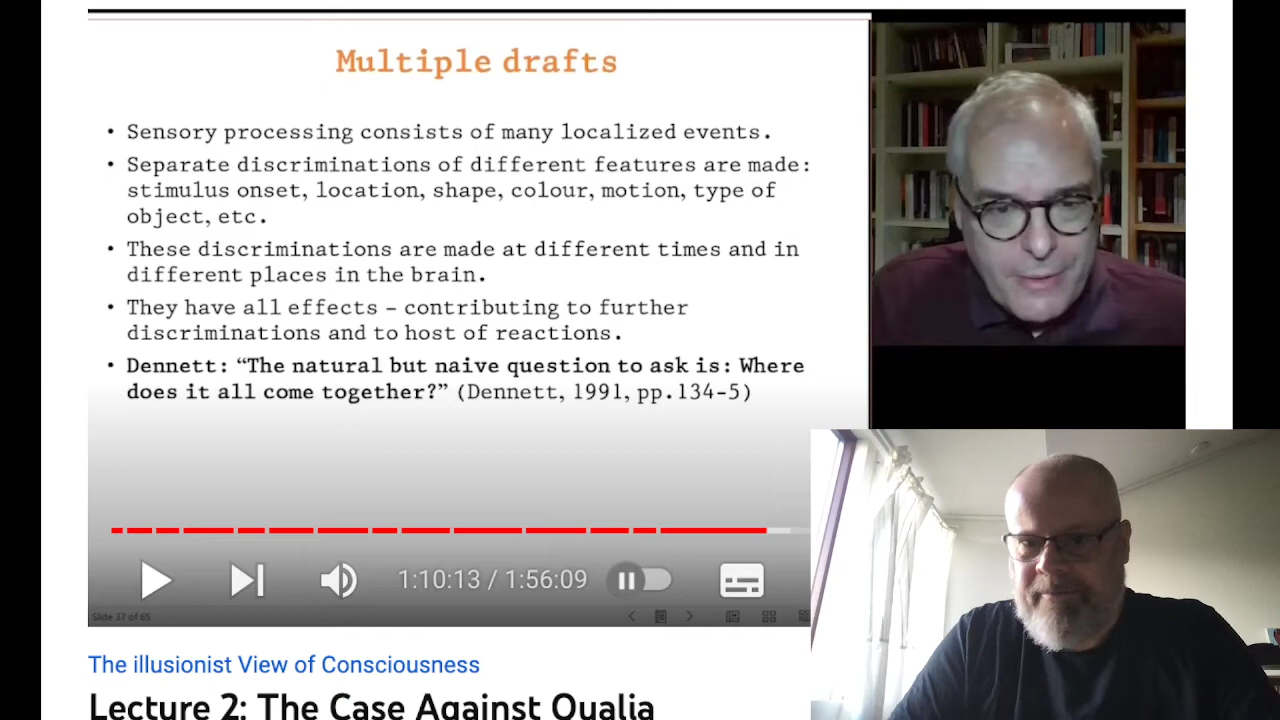 Multiple drafts
• Sensory processing consists of many localized events.
• Separate discriminations of different features are made:
stimulus onset, location, shape, colour, motion, type of
object, etc.
• These discriminations are made at different times and in
different places in the brain.
• They have all effects – contributing to further
discriminations and to host of reactions.
• Dennett: “The natural but naive question to ask is: Where
does it all come together?” (Dennett, 1991, pp.134-5)
1:10:13 / 1:56:09
Slide 37 of 65
The illusionist View of Consciousness
Lecture 2: The Case Against Qualia